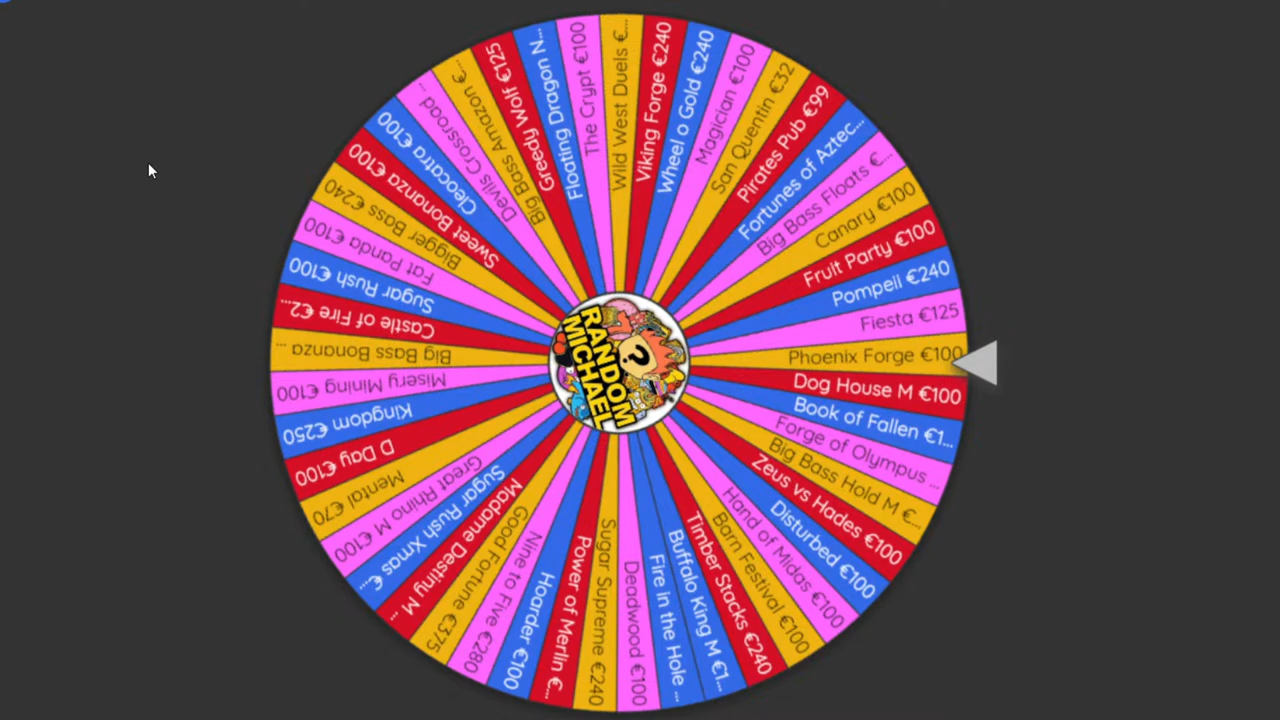 Wild West Duels €...
Viking Forge €240
Wheel o Gold €240
Magician €100
San Quentin €32
Pirates Pub €99
Fortunes of Aztec...
Big Bass Floats €...
Canary €100
Fruit Party €100
Pompeii €240
Fiesta €125
Phoenix Forge €100
Dog House M €100
Book of Fallen €1...
Forge of Olympus ...
Big Bass Hold M €...
Zeus vs Hades €100
Disturbed €100
Hand of Midas €100
Barn Festival €100
Timber Stacks €240
Buffalo King M €1...
Fire in the Hole ...
Deadwood €100
Sugar Supreme €240
Power of Merlin €...
Hoarder €100
Nine to Five €280
Good Fortune €375
Madame Destiny M ...
Sugar Rush Xmas €...
Great Rhino M €100
Mental €70
D Day €100
Kingdom €250
Misery Mining €100
Big Bass Bonanza ...
Castle of Fire €2...
Sugar Rush €100
Fat Panda €100
Bigger Bass €240
Sweet Bonanza €100
Cleocatra €100
Devils Crossroad ...
Big Bass Amazon €...
Greedy Wolf €125
Floating Dragon N...
The Crypt €100
RANDOM
MICHAEL
?